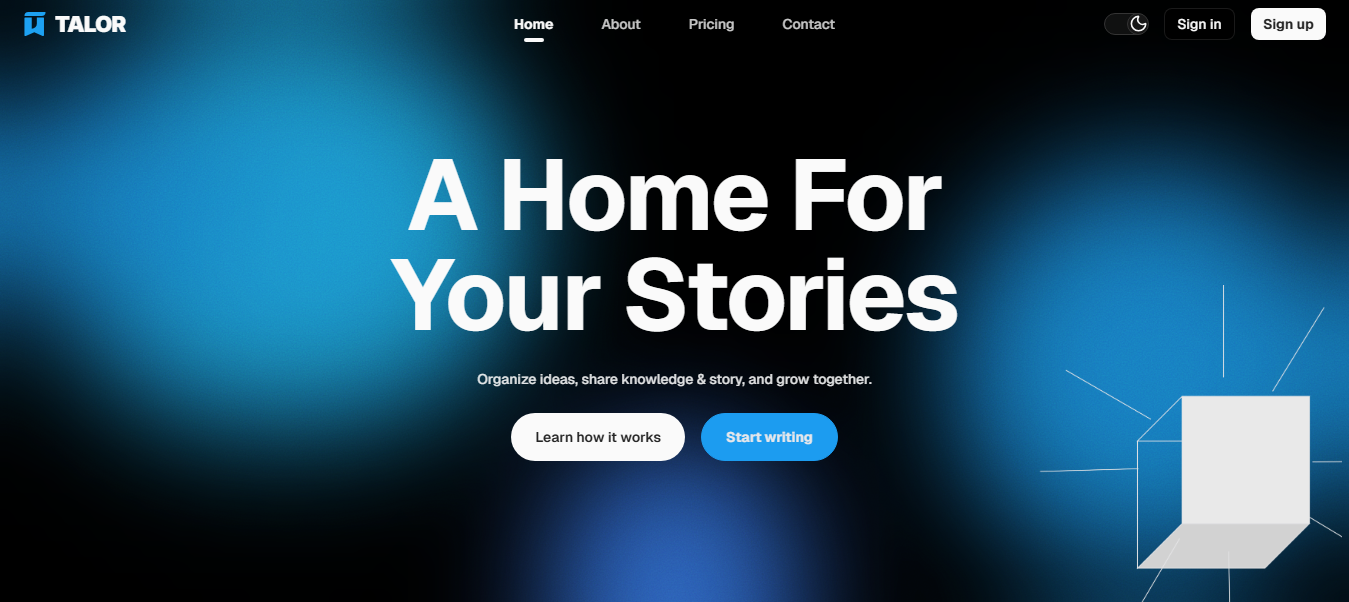 TALOR
Home
About
Pricing
Contact
Sign in
Sign up
A Home For
Your Stories
Organize ideas, share knowledge & story, and grow together.
Learn how it works
Start writing